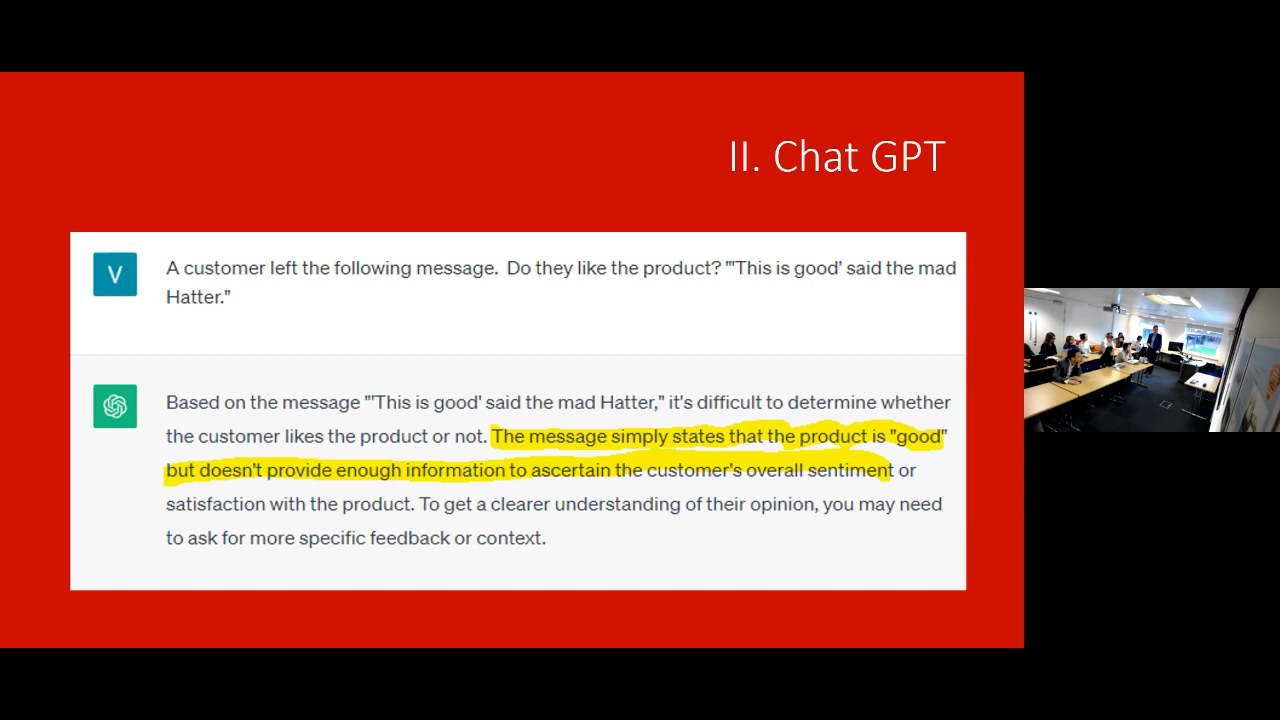 II. Chat GPT
V
A customer left the following message.  Do they like the product? "'This is good' said the mad
Hatter."
Based on the message "'This is good' said the mad Hatter," it's difficult to determine whether
the customer likes the product or not. The message simply states that the product is "good"
but doesn't provide enough information to ascertain the customer's overall sentiment or
satisfaction with the product. To get a clearer understanding of their opinion, you may need
to ask for more specific feedback or context.